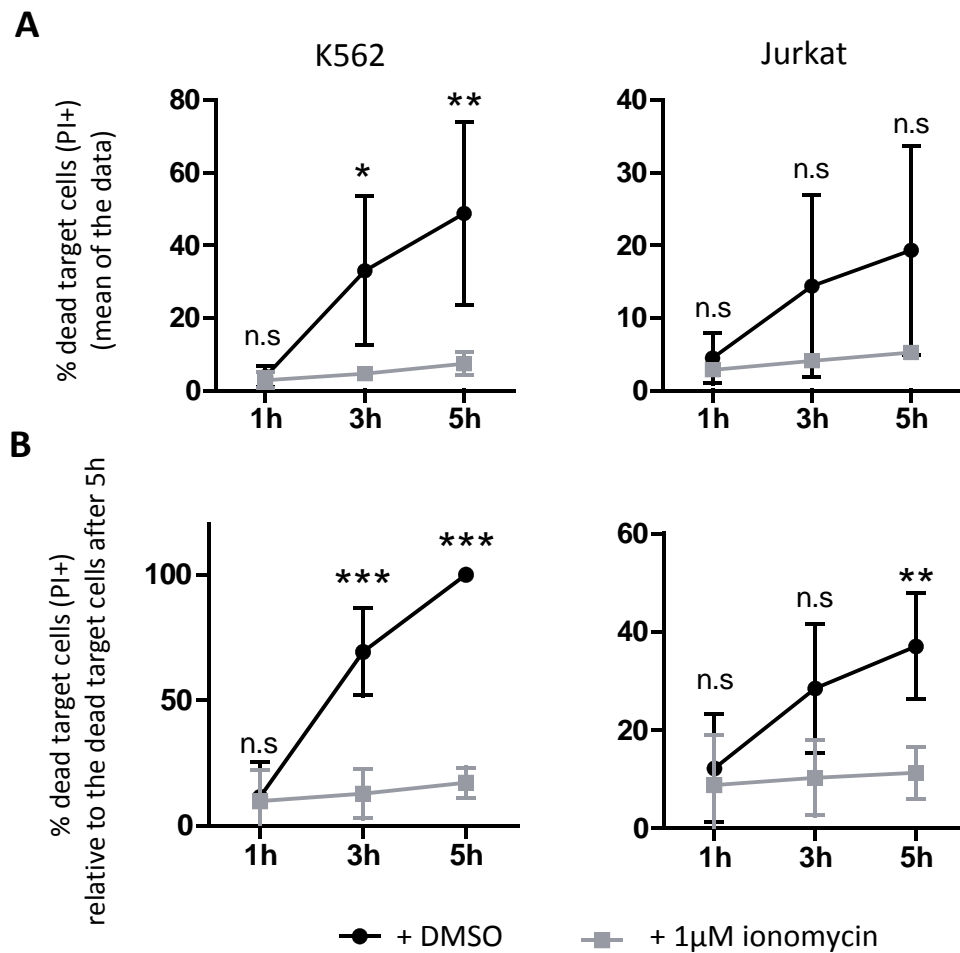 A
K562
Jurkat
% dead target cells (PI+)
(mean of the data)
80
60
40
20
0
n.s
*
**
1h
3h
5h
40
30
20
10
0
n.s
n.s
n.s
1h
3h
5h
B
% dead target cells (PI+)
relative to the dead target cells after 5h
100
50
0
n.s
***
***
1h
3h
5h
60
40
20
0
n.s
n.s
**
1h
3h
5h
+ DMSO
+ 1µM ionomycin